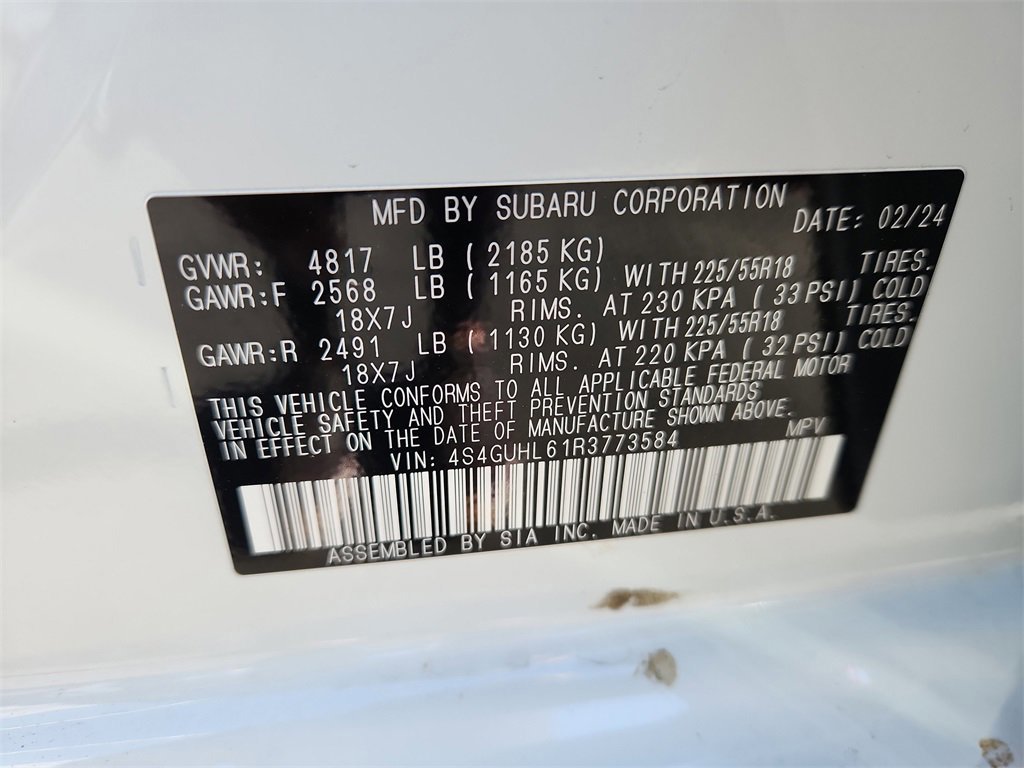 MFD BY SUBARU CORPORATION DATE: 02/24
GVWR: 4817 LB ( 2185 KG)
GAWR:F 2568 LB ( 1165 KG) WITH 225/55R18 TIRES.
18X7J RIMS. AT 230 KPA ( 33 PSI) COLD
GAWR:R 2491 LB ( 1130 KG) WITH 225/55R18 TIRES.
18X7J RIMS. AT 220 KPA ( 32 PSI) COLD
THIS VEHICLE CONFORMS TO ALL APPLICABLE FEDERAL MOTOR
VEHICLE SAFETY AND THEFT PREVENTION STANDARDS
IN EFFECT ON THE DATE OF MANUFACTURE SHOWN ABOVE.
VIN: 4S4GUHL61R3773584 MPV
ASSEMBLED BY SIA INC. MADE IN U.S.A.